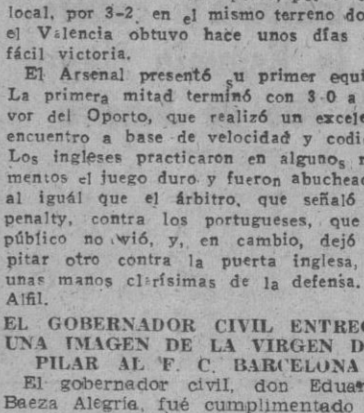 local, por 3-2, en el mismo terreno do
el Valencia obtuvo hace unos días
fácil victoria.
El Arsenal presentó su primer equi
La primera mitad terminó con 3-0 a
vor del Oporto, que realizó un excele
encuentro a base de velocidad y codi
Los ingleses practicaron en algunos m
mentos el juego duro y fueron abuchead
al iguál que el árbitro, que señaló
penalty, contra los portugueses, que
público no vió, y, en cambio, dejó
pitar otro contra la puerta inglesa,
unas manos clarísimas de la defensa.
Alfil.
EL GOBERNADOR CIVIL ENTREG
UNA IMAGEN DE LA VIRGEN D
PILAR AL F. C. BARCELONA
El gobernador civil, don Eduar
Baeza Alegría, fué cumplimentado